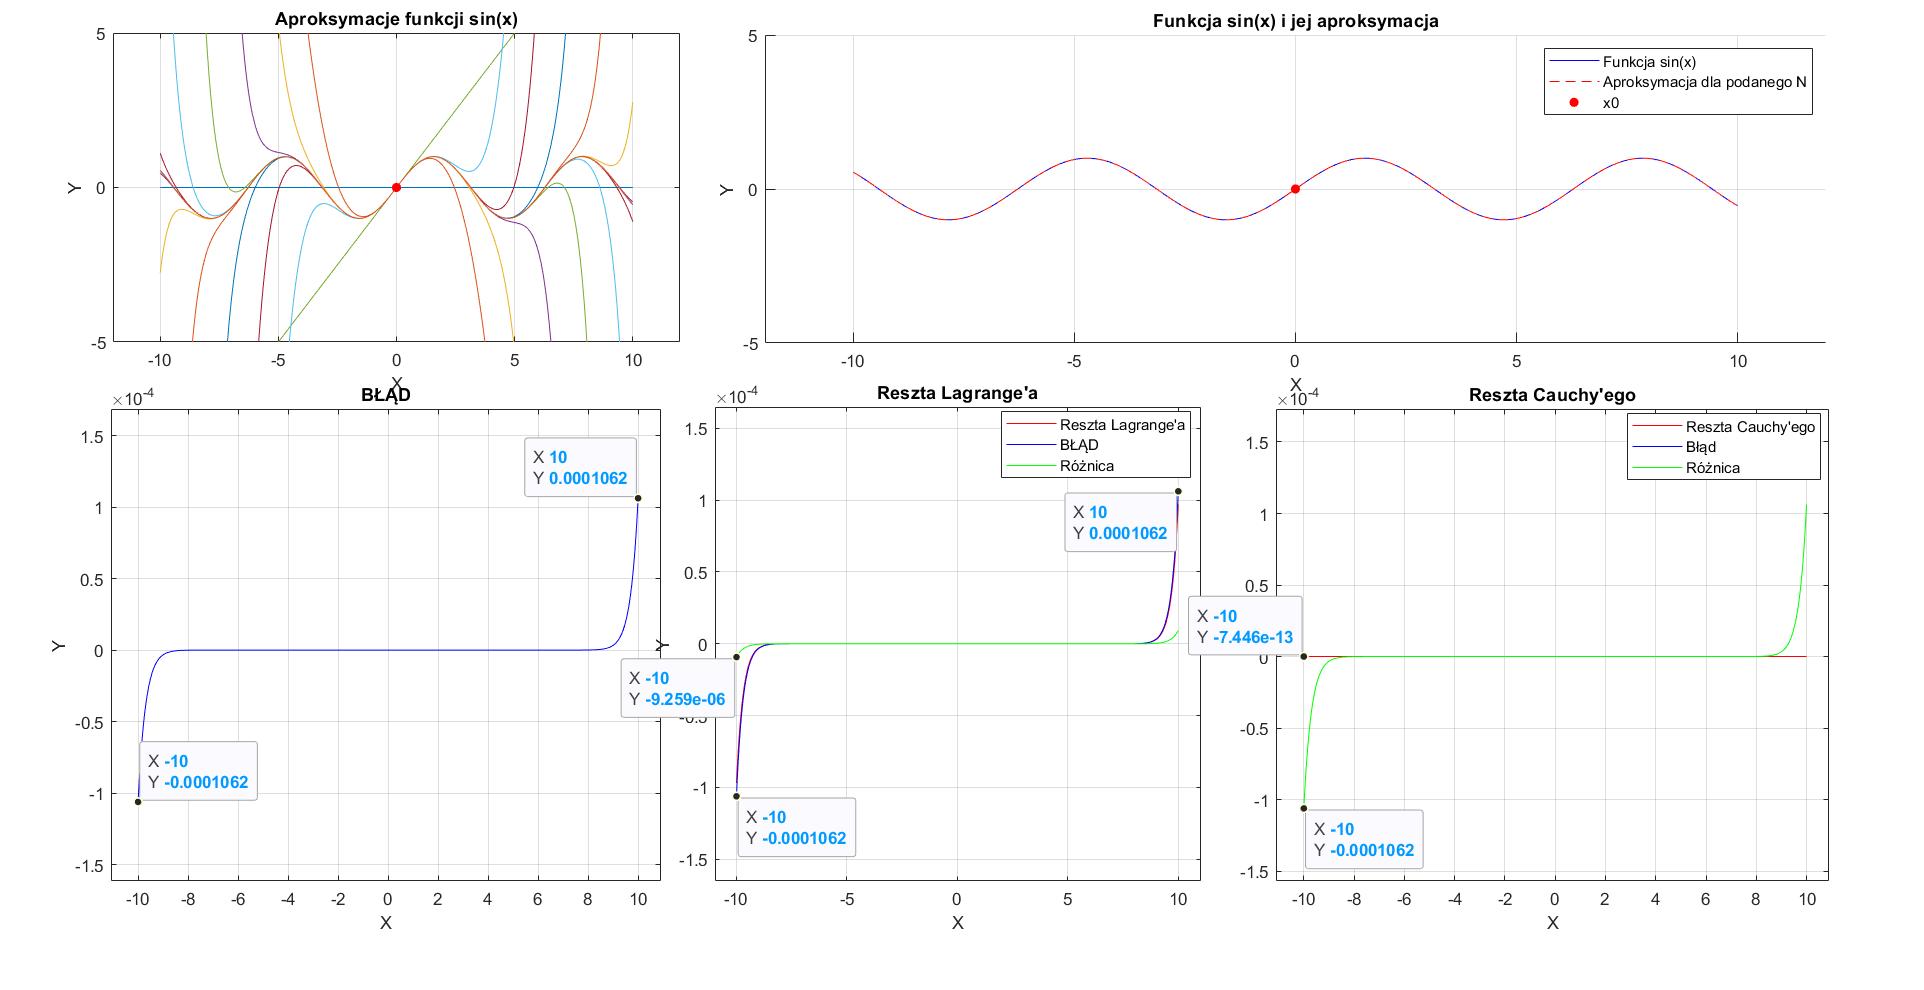 Aproksymacje funkcji sin(x)
5
0
-5
Y
-10 -5 0 5 10
X
Funkcja sin(x) i jej aproksymacja
5
0
-5
Y
-10 -5 0 5 10
X
Funkcja sin(x)
Aproksymacja dla podanego N
x0
BŁĄD
×10-4
1.5
1
0.5
0
-0.5
-1
-1.5
Y
-10 -8 -6 -4 -2 0 2 4 6 8 10
X
X 10
Y 0.0001062
X -10
Y -0.0001062
Reszta Lagrange'a
×10-4
1.5
1
0.5
0
-0.5
-1
-1.5
Y
-10 -5 0 5 10
X
Reszta Lagrange'a
BŁĄD
Różnica
X 10
Y 0.0001062
X -10
Y -9.259e-06
X -10
Y -0.0001062
Reszta Cauchy'ego
×10-4
1.5
1
0.5
0
-0.5
-1
-1.5
-10 -8 -6 -4 -2 0 2 4 6 8 10
X
Reszta Cauchy'ego
Błąd
Różnica
X -10
Y -7.446e-13
X -10
Y -0.0001062